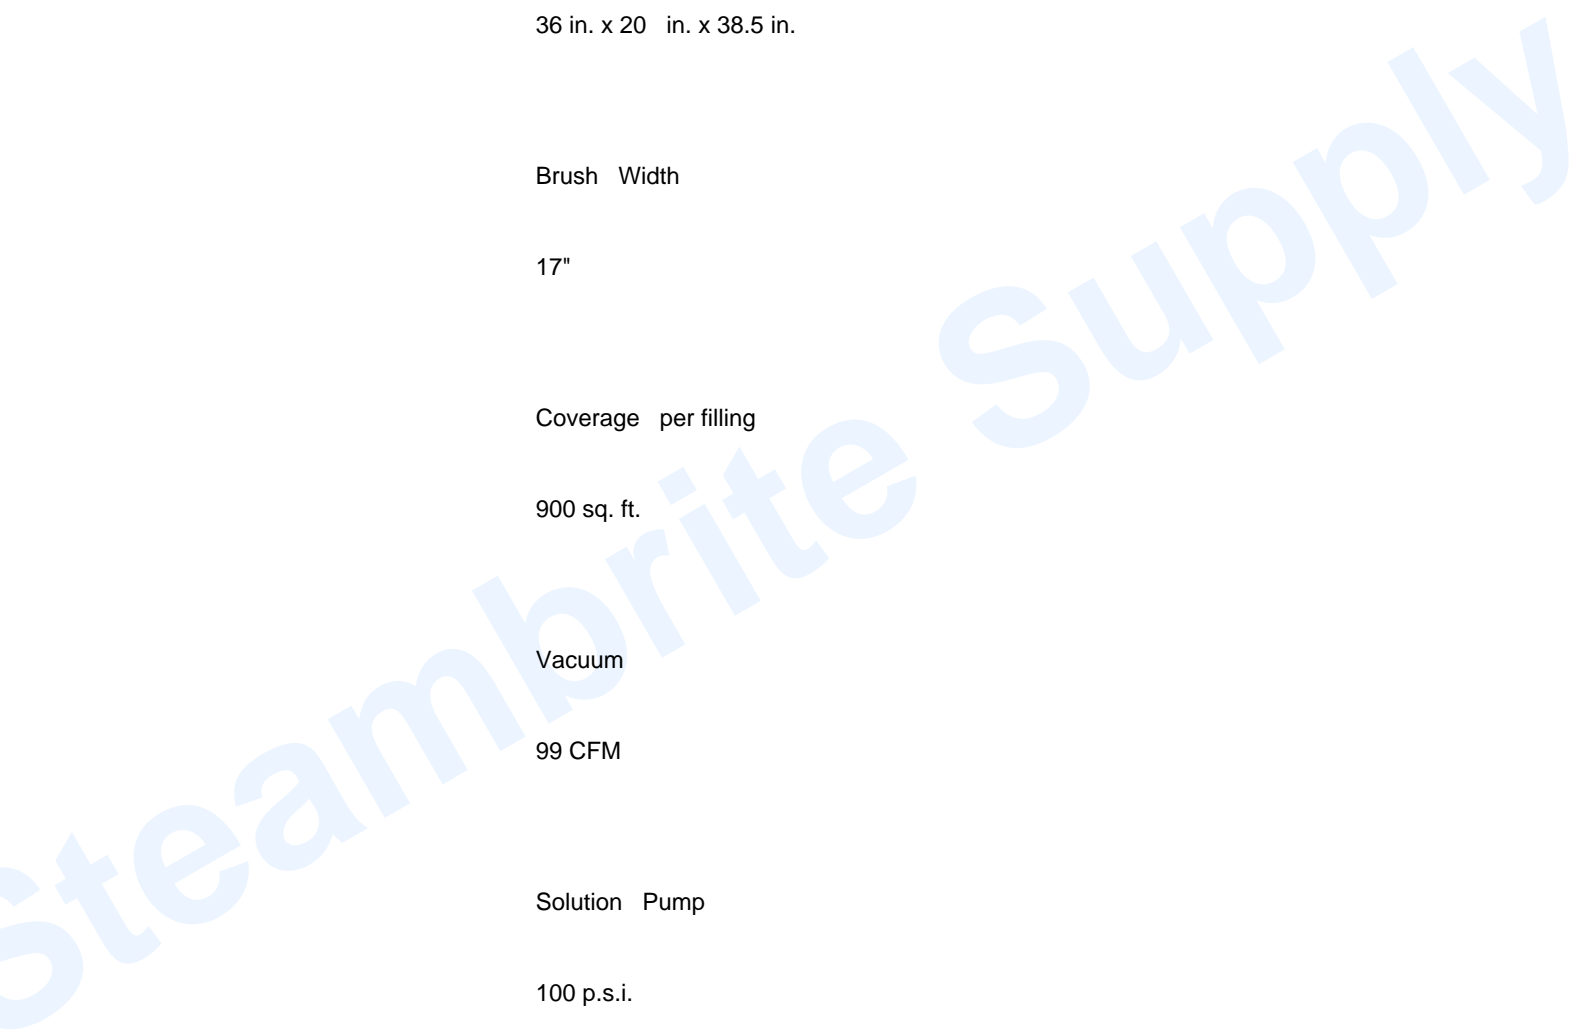 36 in. x 20 in. x 38.5 in.
Brush Width
17"
Coverage per filling
900 sq. ft.
Vacuum
99 CFM
Solution Pump
100 p.s.i.
Steambrite Supply